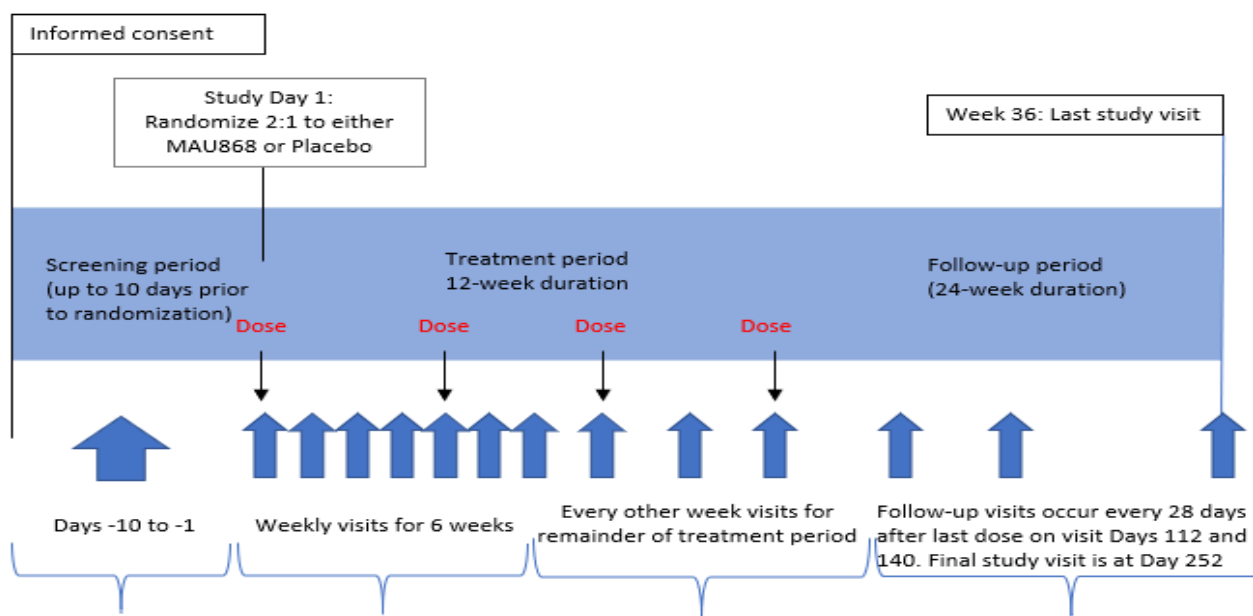 Informed consent
Study Day 1:
Randomize 2:1 to either
MAU868 or Placebo
Week 36: Last study visit
Screening period
(up to 10 days prior
to randomization)
Treatment period
12-week duration
Follow-up period
(24-week duration)
Dose
Dose
Dose
Dose
Days -10 to -1
Weekly visits for 6 weeks
Every other week visits for
remainder of treatment period
Follow-up visits occur every 28 days
after last dose on visit Days 112 and
140. Final study visit is at Day 252